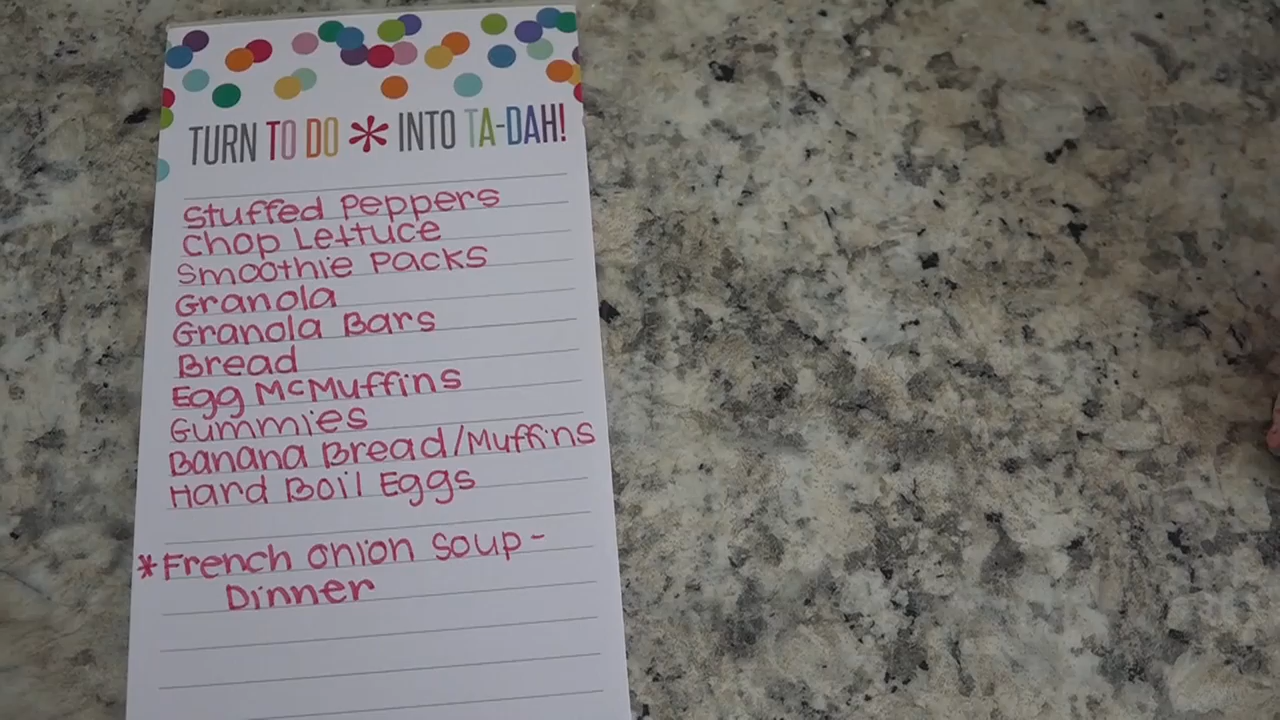 TURN TO DO * INTO TA-DAH!
Stuffed Peppers
Chop Lettuce
Smoothie Packs
Granola
Granola Bars
Bread
Egg McMuffins
Gummies
Banana Bread/Muffins
Hard Boil Eggs
*French Onion Soup-
Dinner